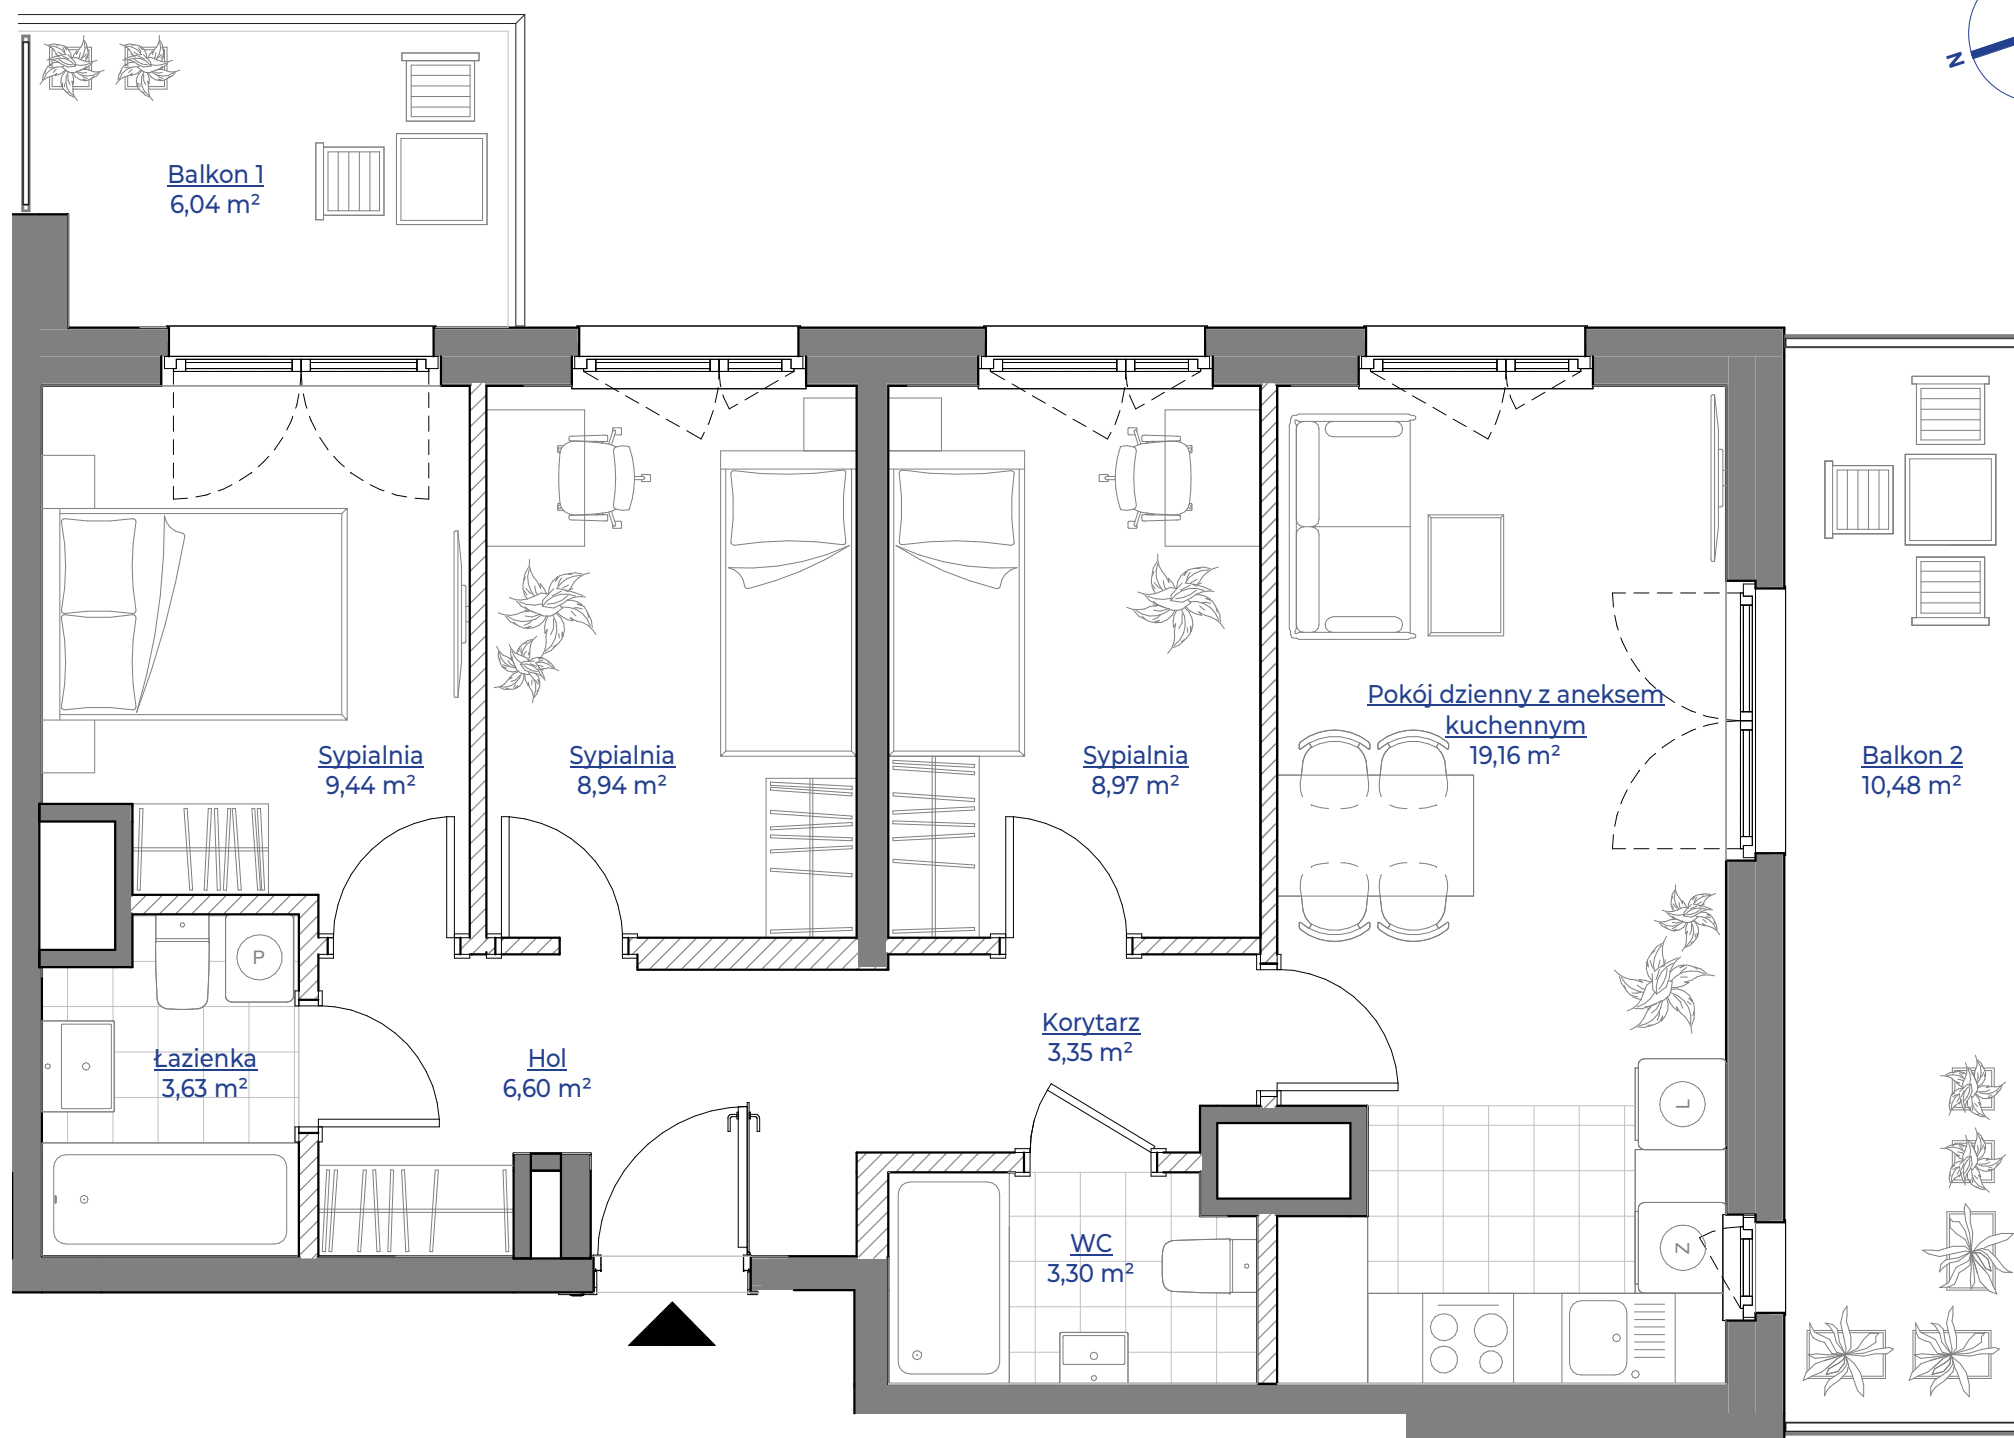 N
Balkon 1
6,04 m²
Sypialnia
9,44 m²
Sypialnia
8,94 m²
Sypialnia
8,97 m²
Pokój dzienny z aneksem
kuchennym
19,16 m²
Balkon 2
10,48 m²
P
Łazienka
3,63 m²
Hol
6,60 m²
Korytarz
3,35 m²
L
WC
3,30 m²
Z